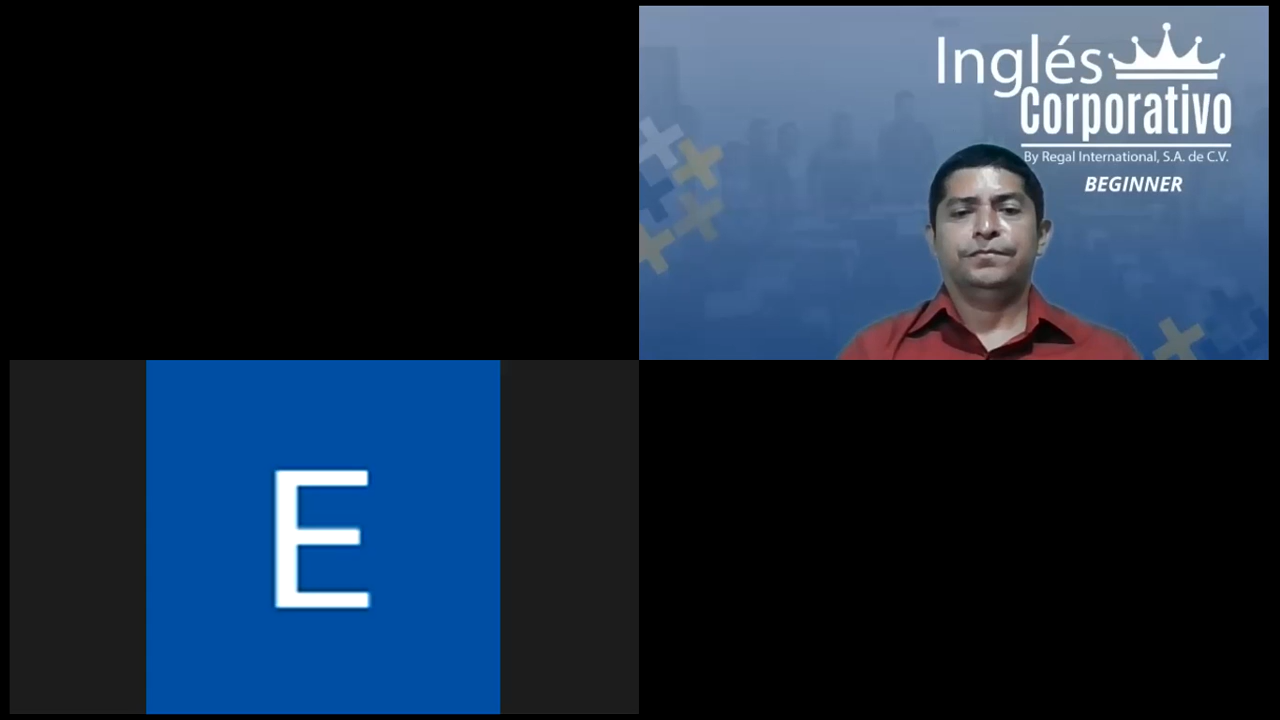 Inglés
Corporativo
By Regal International, S.A. de C.V.
BEGINNER
E